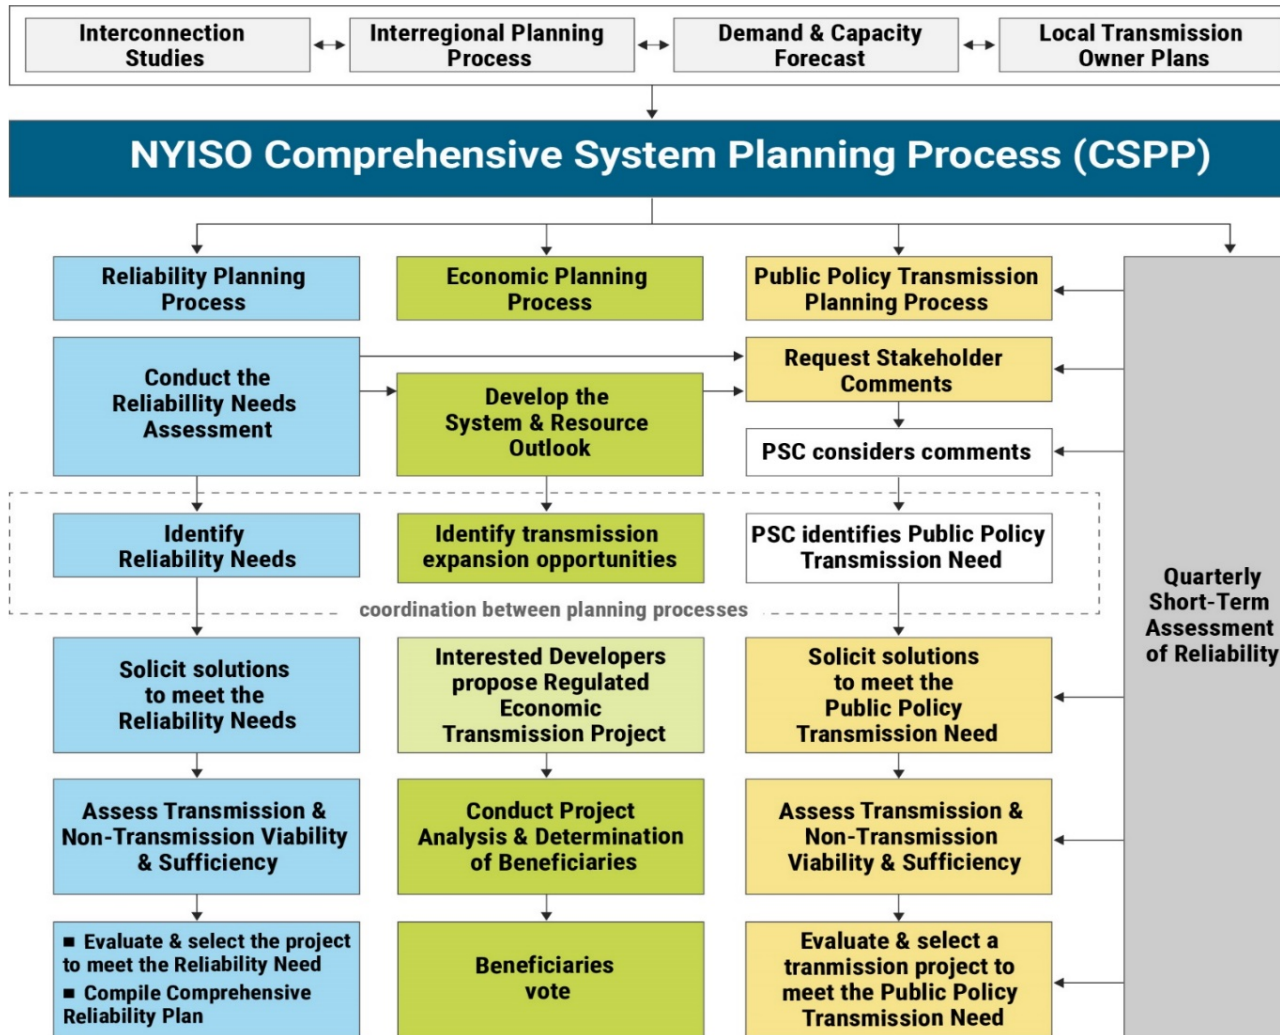 Interconnection
Studies
Interregional Planning
Process
Demand & Capacity
Forecast
Local Transmission
Owner Plans
NYISO Comprehensive System Planning Process (CSPP)
Reliability Planning
Process
Economic Planning
Process
Public Policy Transmission
Planning Process
Conduct the
Reliabillity Needs
Assessment
Develop the
System & Resource
Outlook
Request Stakeholder
Comments
PSC considers comments
Identify
Reliability Needs
Identify transmission
expansion opportunities
PSC identifies Public Policy
Transmission Need
coordination between planning processes
Quarterly
Short-Term
Assessment
of Reliability
Solicit solutions
to meet the
Reliability Needs
Interested Developers
propose Regulated
Economic
Transmission Project
Solicit solutions
to meet the
Public Policy
Transmission Need
Assess Transmission &
Non-Transmission Viability
& Sufficiency
Conduct Project
Analysis & Determination
of Beneficiaries
Assess Transmission &
Non-Transmission
Viability & Sufficiency
■ Evaluate & select the project
to meet the Reliability Need
■ Compile Comprehensive
Reliability Plan
Beneficiaries
vote
Evaluate & select a
tranmission project to
meet the Public Policy
Transmission Need